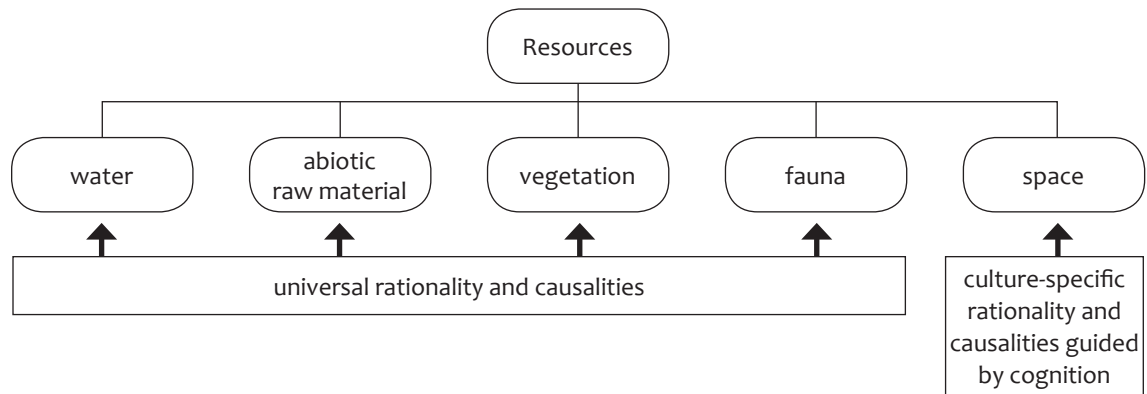 Resources
water
abiotic
raw material
vegetation
fauna
space
universal rationality and causalities
culture-specific
rationality and
causalities guided
by cognition